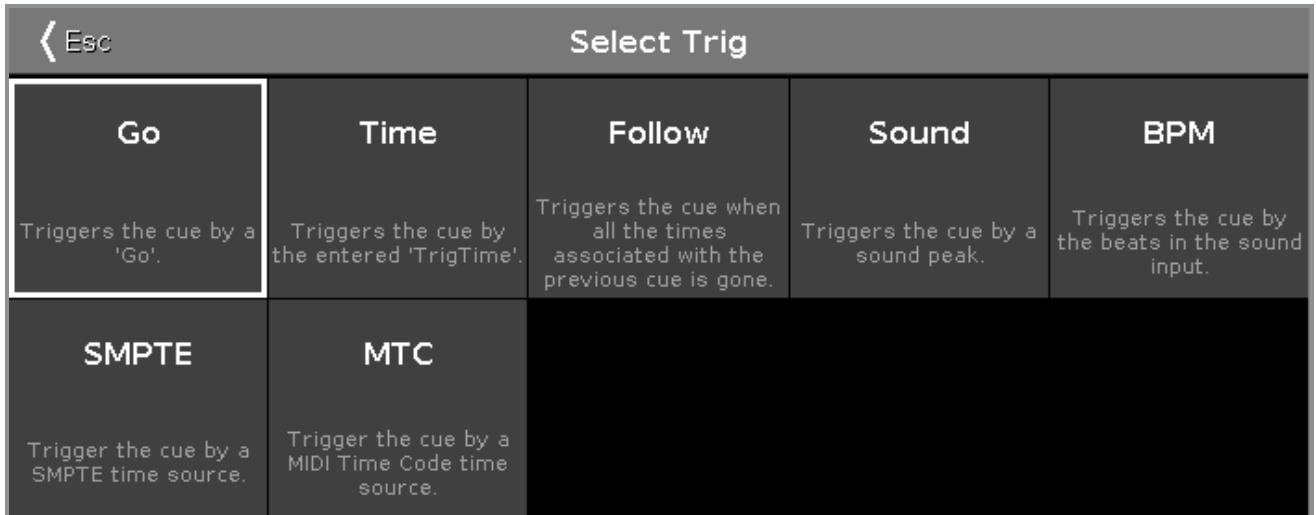 Esc
Select Trig
Go
Triggers the cue by a
'Go'.
Time
Triggers the cue by
the entered 'TrigTime'.
Follow
Triggers the cue when
all the times
associated with the
previous cue is gone.
Sound
Triggers the cue by a
sound peak.
BPM
Triggers the cue by
the beats in the sound
input.
SMPTE
Trigger the cue by a
SMPTE time source.
MTC
Trigger the cue by a
MIDI Time Code time
source.